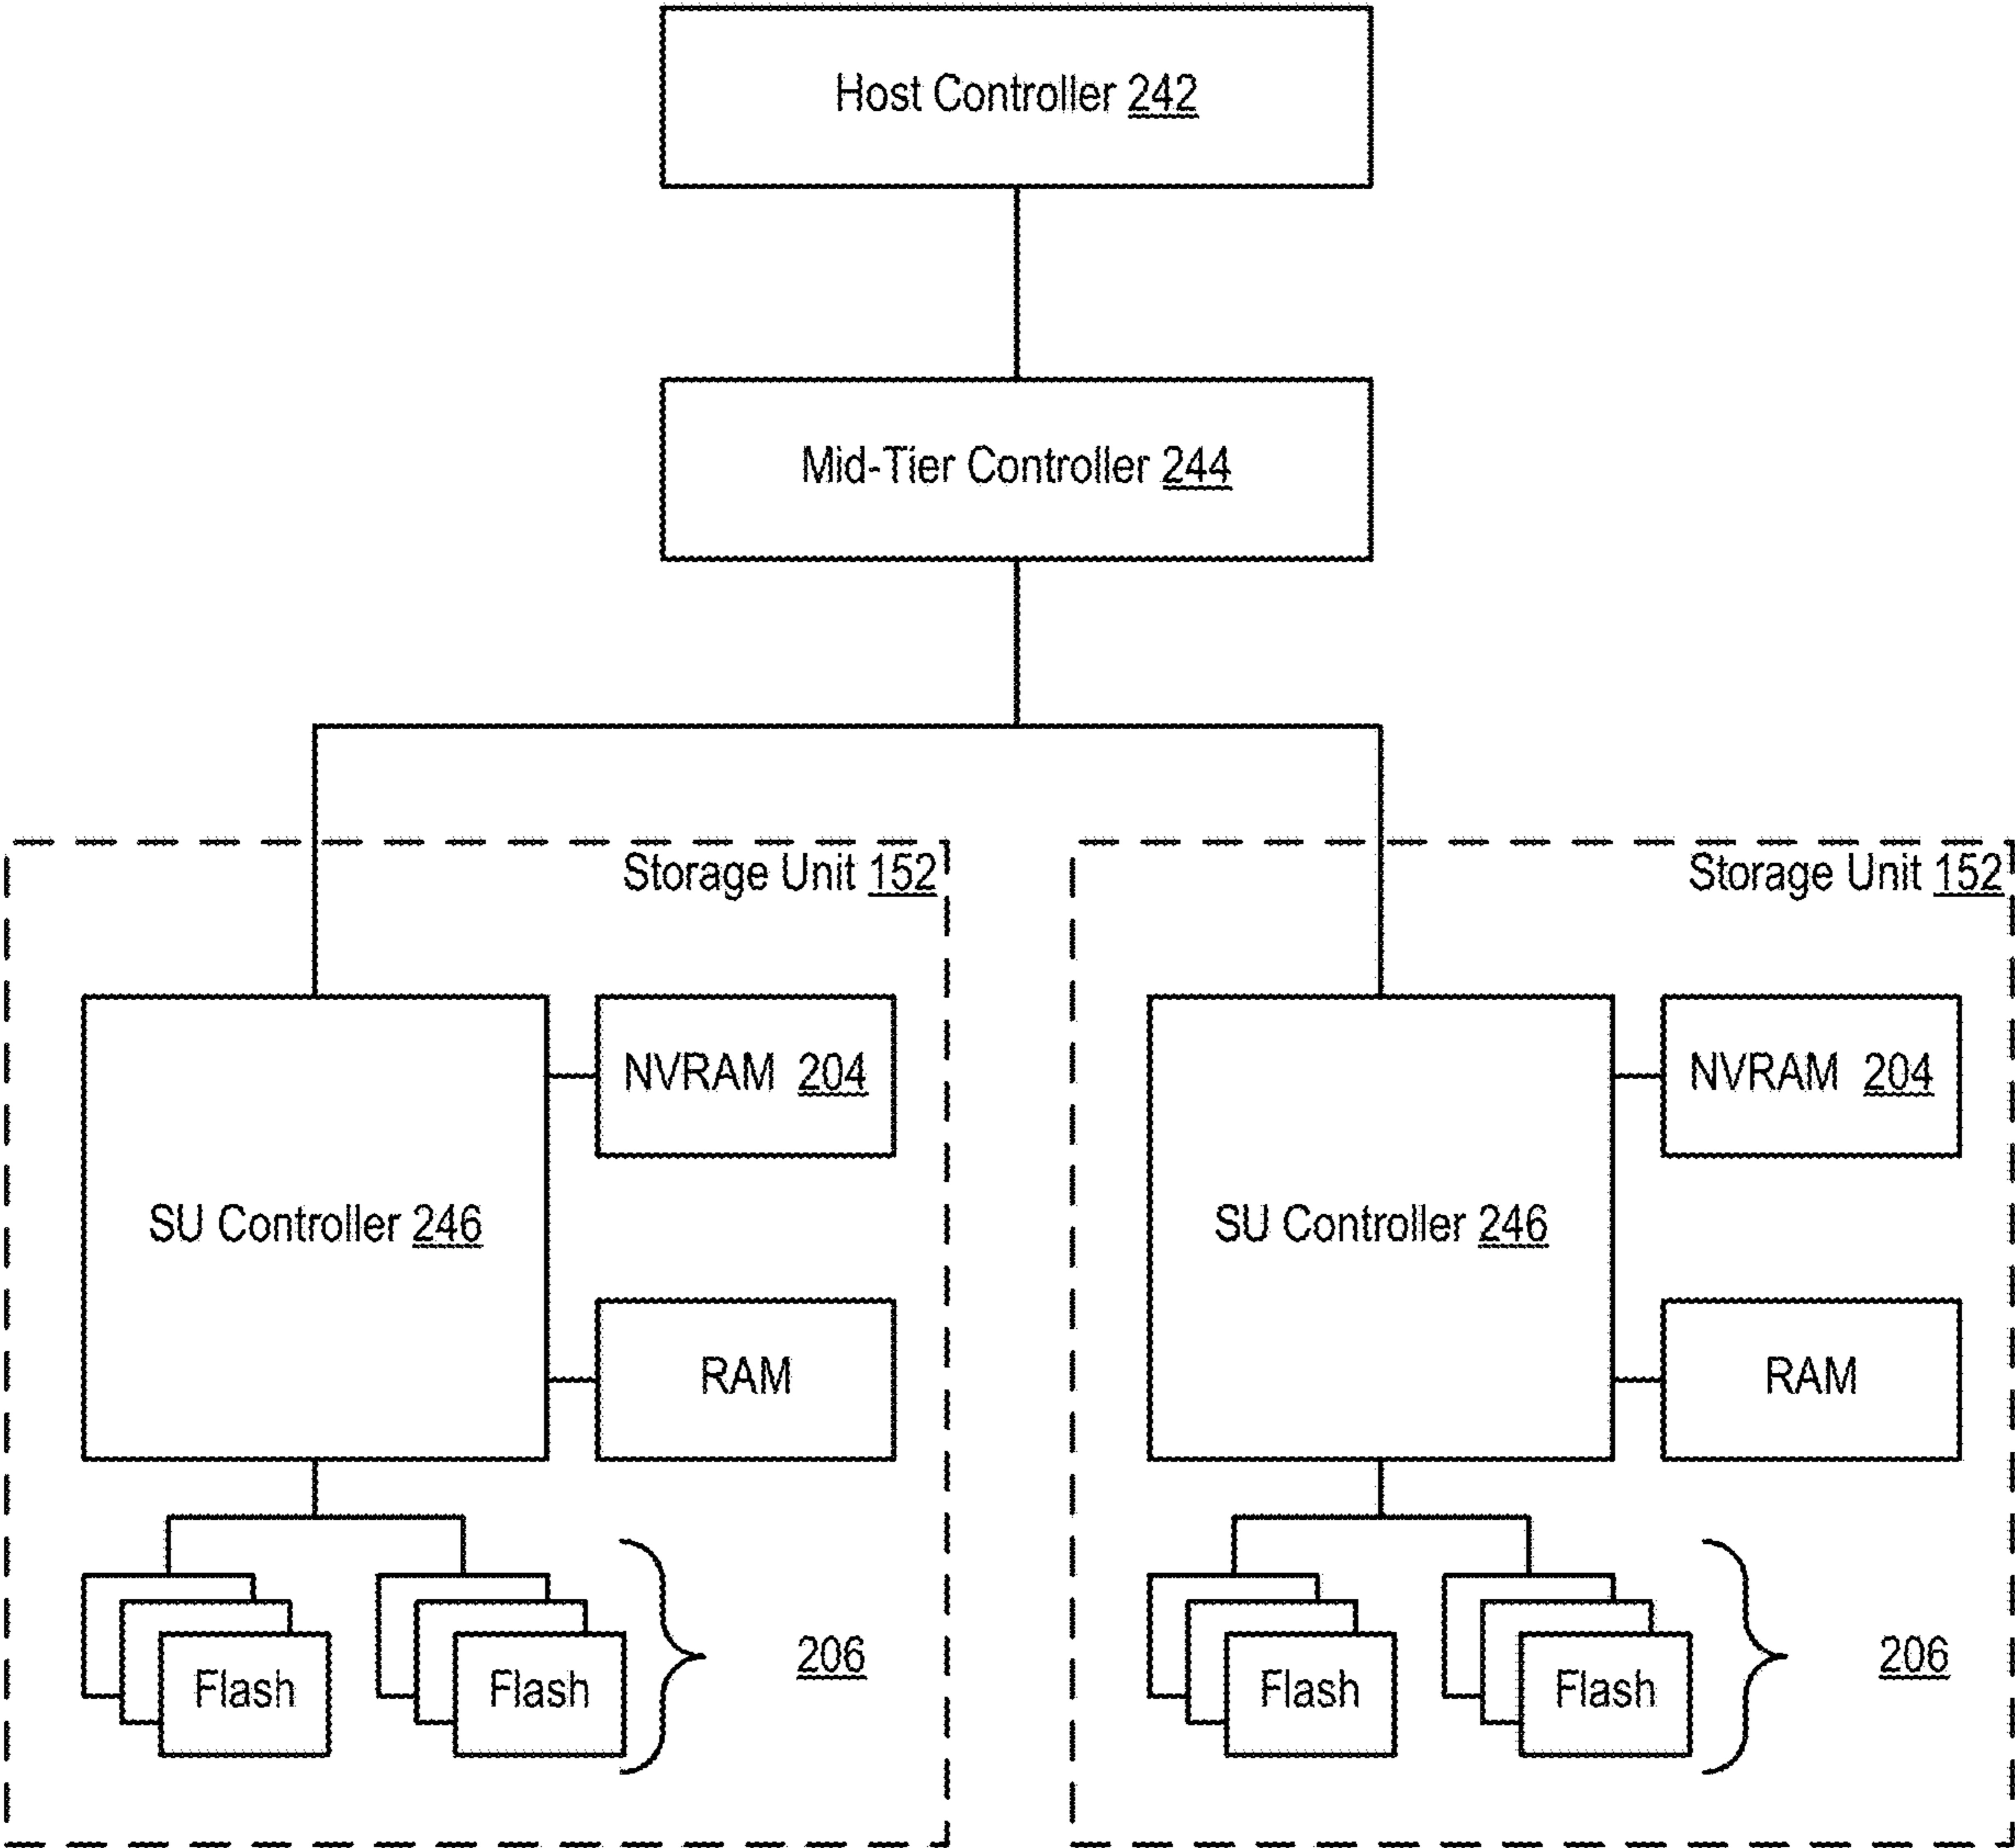 Host Controller 242
Mid-Tier Controller 244
Storage Unit 152
NVRAM 204
SU Controller 246
RAM
Flash
Flash
206
Storage Unit 152
NVRAM 204
SU Controller 246
RAM
Flash
Flash
206